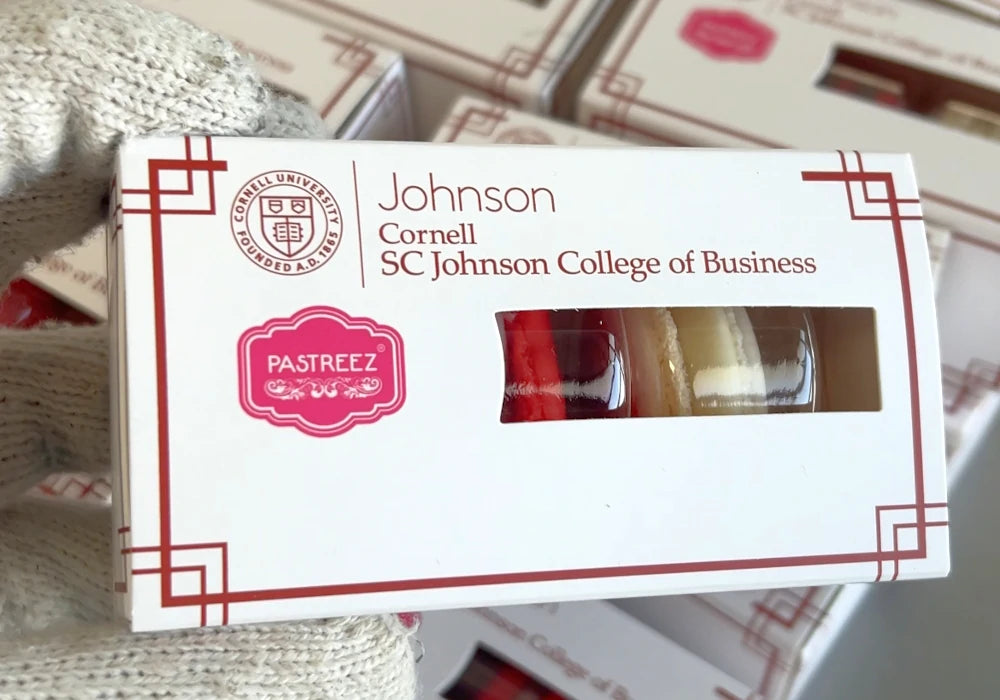 CORNELL UNIVERSITY
FOUNDED A.D. 1865
Johnson
Cornell
SC Johnson College of Business
PASTREEZ
®